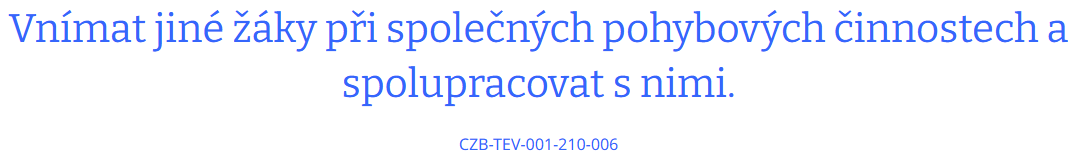 Vnímat jiné žáky při společných pohybových činnostech a
spolupracovat s nimi.
CZB-TEV-001-210-006